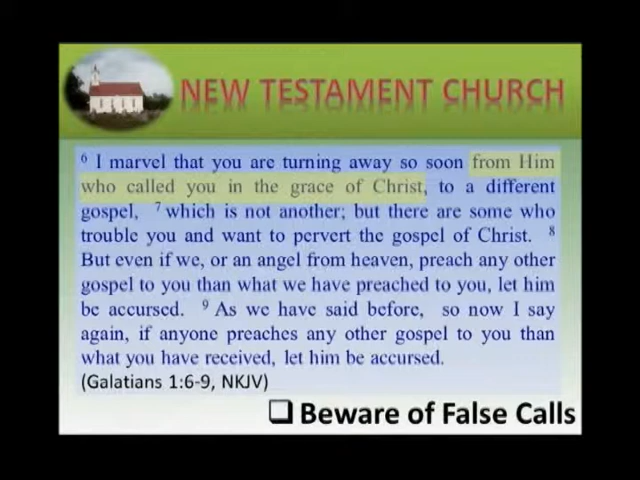 NEW TESTAMENT CHURCH
6 I marvel that you are turning away so soon from Him
who called you in the grace of Christ, to a different
gospel, 7 which is not another; but there are some who
trouble you and want to pervert the gospel of Christ. 8
But even if we, or an angel from heaven, preach any other
gospel to you than what we have preached to you, let him
be accursed. 9 As we have said before, so now I say
again, if anyone preaches any other gospel to you than
what you have received, let him be accursed.
(Galatians 1:6-9, NKJV)
❑ Beware of False Calls